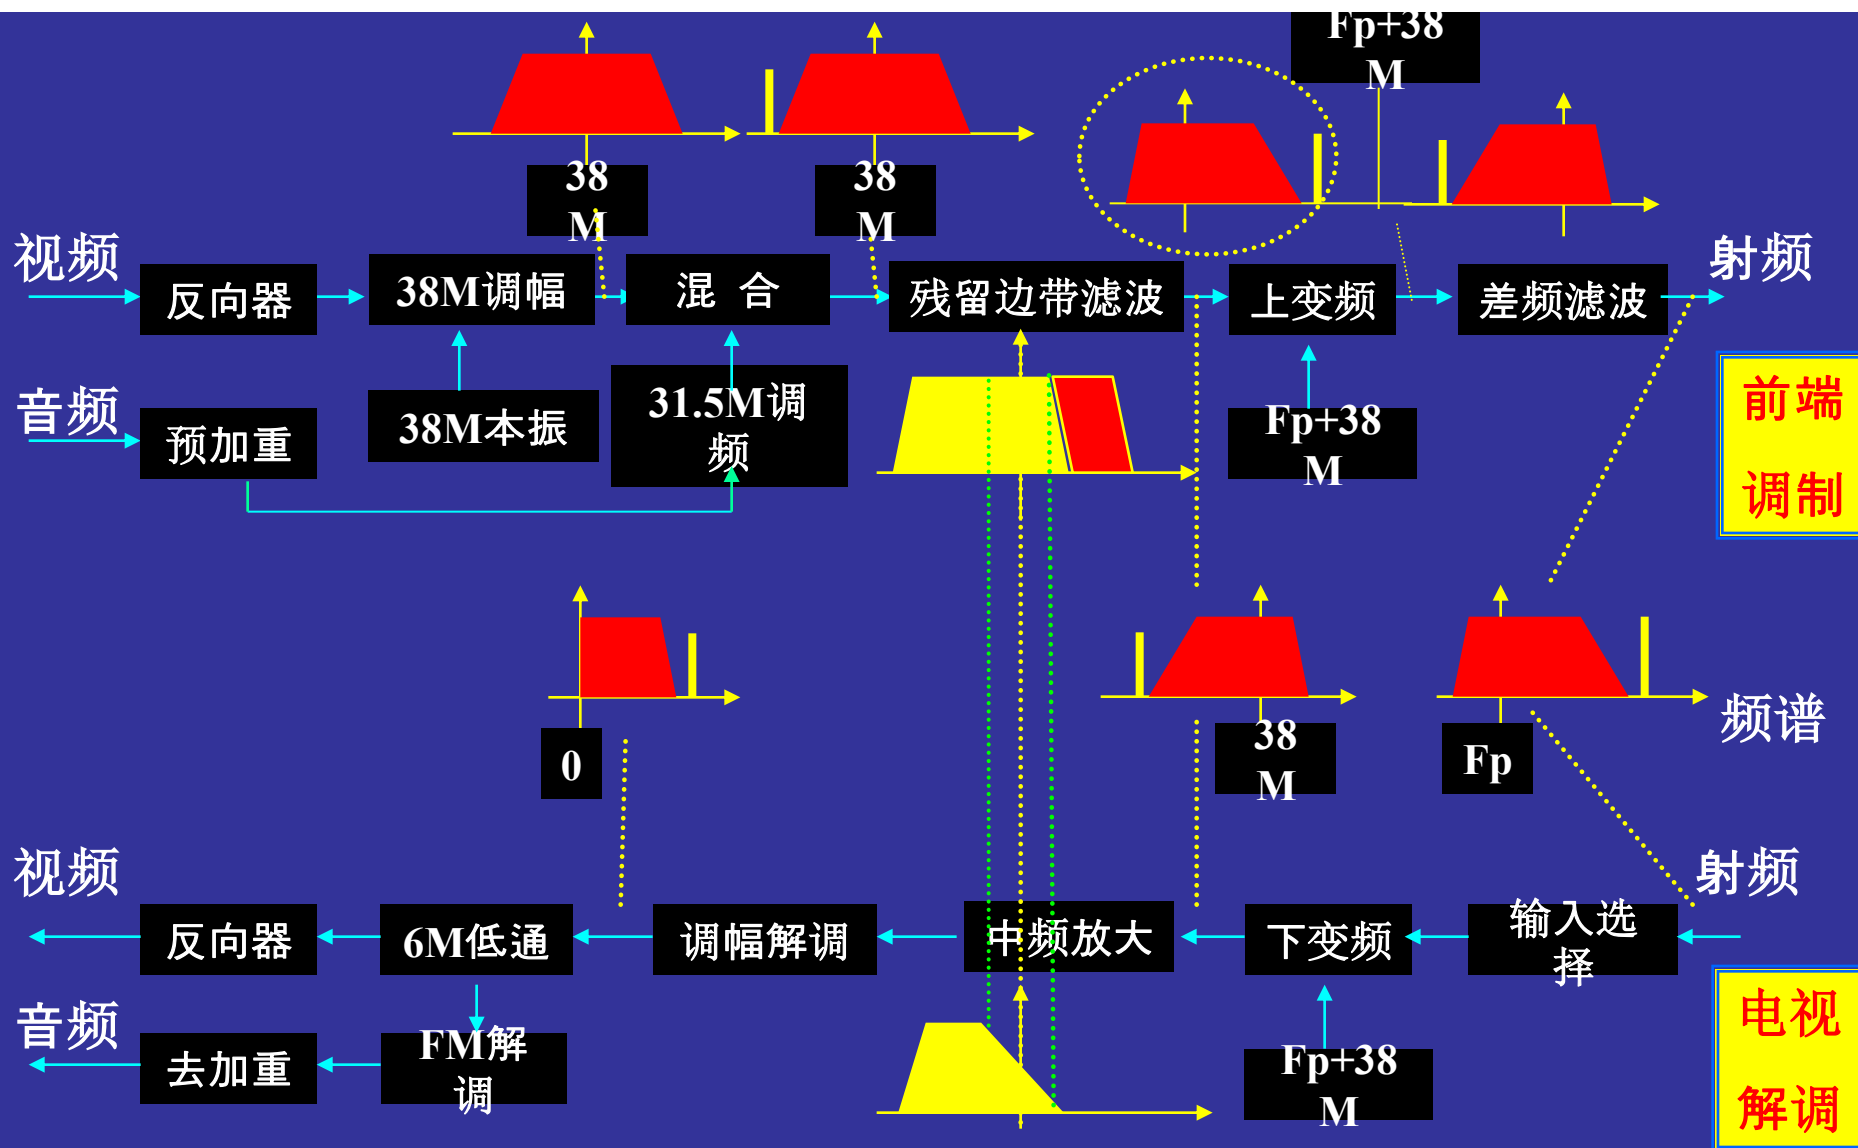 Fp+38
M
38
M
38
M
视频
反向器
38M调幅
混 合
残留边带滤波
上变频
差频滤波
射频
音频
预加重
38M本振
31.5M调
频
Fp+38
M
前端
调制
0
38
M
Fp
频谱
视频
反向器
6M低通
调幅解调
中频放大
下变频
输入选
择
射频
音频
去加重
FM解
调
Fp+38
M
电视
解调